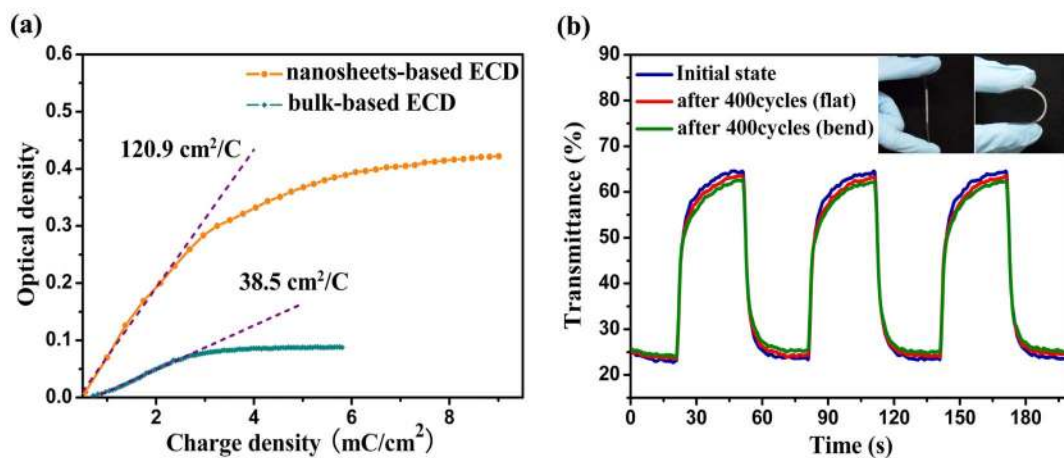 (a)
0.6
0.5
0.4
0.3
0.2
0.1
0.0
Optical density
nanosheets-based ECD
bulk-based ECD
120.9 cm²/C
38.5 cm²/C
2 4 6 8
Charge density (mC/cm²)
(b)
90
80
70
60
50
40
30
20
Transmittance (%)
Initial state
after 400cycles (flat)
after 400cycles (bend)
0 30 60 90 120 150 180
Time (s)